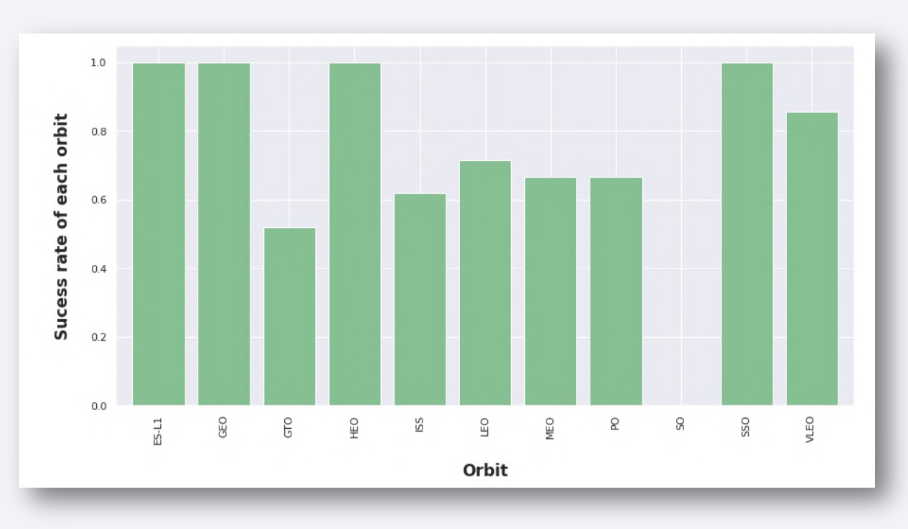 Sucess rate of each orbit
1.0
0.8
0.6
0.4
0.2
0.0
ES-L1
GEO
GTO
HEO
ISS
LEO
MEO
PO
SO
SSO
VLEO
Orbit